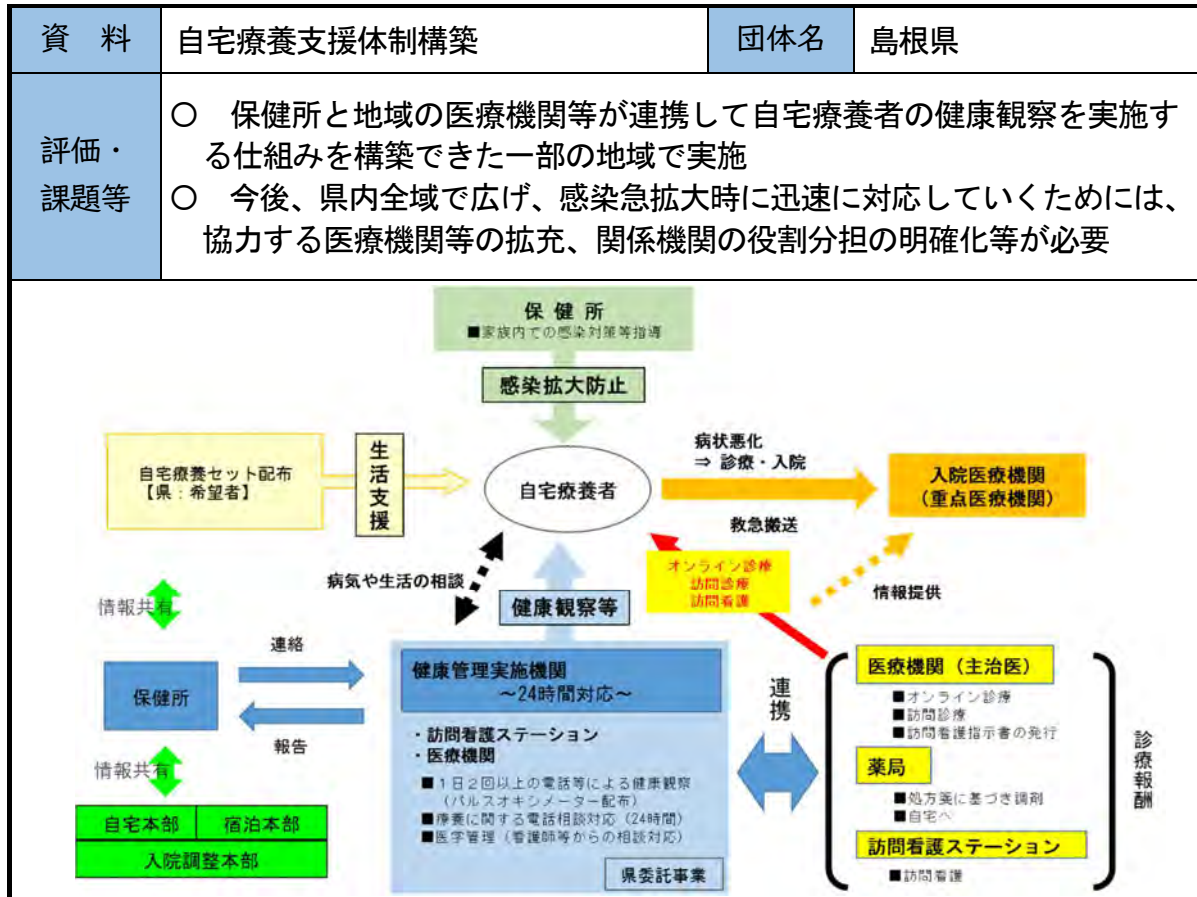 資　料
自宅療養支援体制構築
団体名
島根県
評価・
課題等
○　保健所と地域の医療機関等が連携して自宅療養者の健康観察を実施す
る仕組みを構築できた一部の地域で実施
○　今後、県内全域で広げ、感染急拡大時に迅速に対応していくためには、
協力する医療機関等の拡充、関係機関の役割分担の明確化等が必要
保 健 所
■家族内での感染対策等指導
感染拡大防止
自宅療養セット配布
【県：希望者】
生活支援
自宅療養者
病状悪化
⇒ 診療・入院
入院医療機関
（重点医療機関）
救急搬送
オンライン診療
訪問診療
訪問看護
情報提供
病気や生活の相談
健康観察等
情報共有
連絡
保健所
報告
情報共有
自宅本部
宿泊本部
入院調整本部
健康管理実施機関
～24時間対応～
・訪問看護ステーション
・医療機関
■１日２回以上の電話等による健康観察
（パルスオキシメーター配布）
■療養に関する電話相談対応（24時間）
■医学管理（看護師等からの相談対応）
県委託事業
連携
医療機関（主治医）
■オンライン診療
■訪問診療
■訪問看護指示書の発行
薬局
■処方箋に基づき調剤
■自宅へ
訪問看護ステーション
■訪問看護
診療報酬